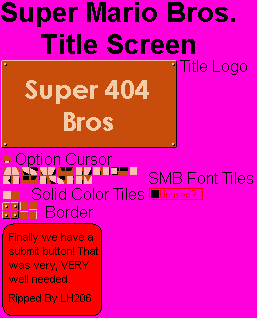 Super Mario Bros.
Title Screen
Title Logo
Super 404
Bros
Option Cursor
SMB Font Tiles
Solid Color Tiles
Unused?
Border
Finally we have a
submit button! That
was very, VERY
well needed.
Ripped By LH206